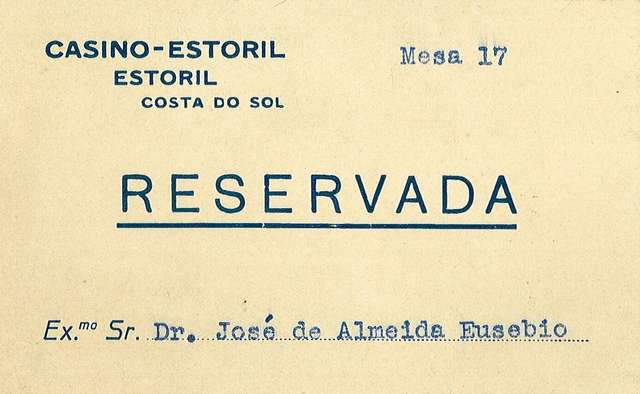 CASINO-ESTORIL
ESTORIL
COSTA DO SOL
Mesa 17
RESERVADA
Ex.mo Sr. Dr. José de Almeida Eusebio